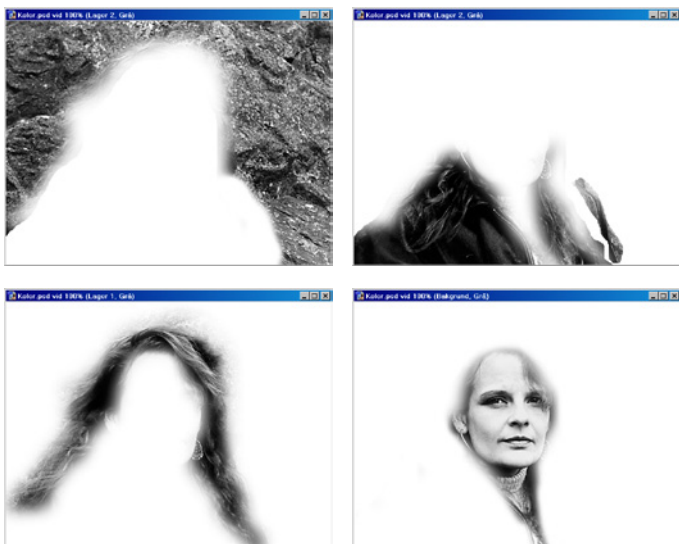 Kolor.psd vid 100% (Lager 2, Grå)
Kolor.psd vid 100% (Lager 2, Grå)
Kolor.psd vid 100% (Lager 1, Grå)
Kolor.psd vid 100% (Bakgrund, Grå)